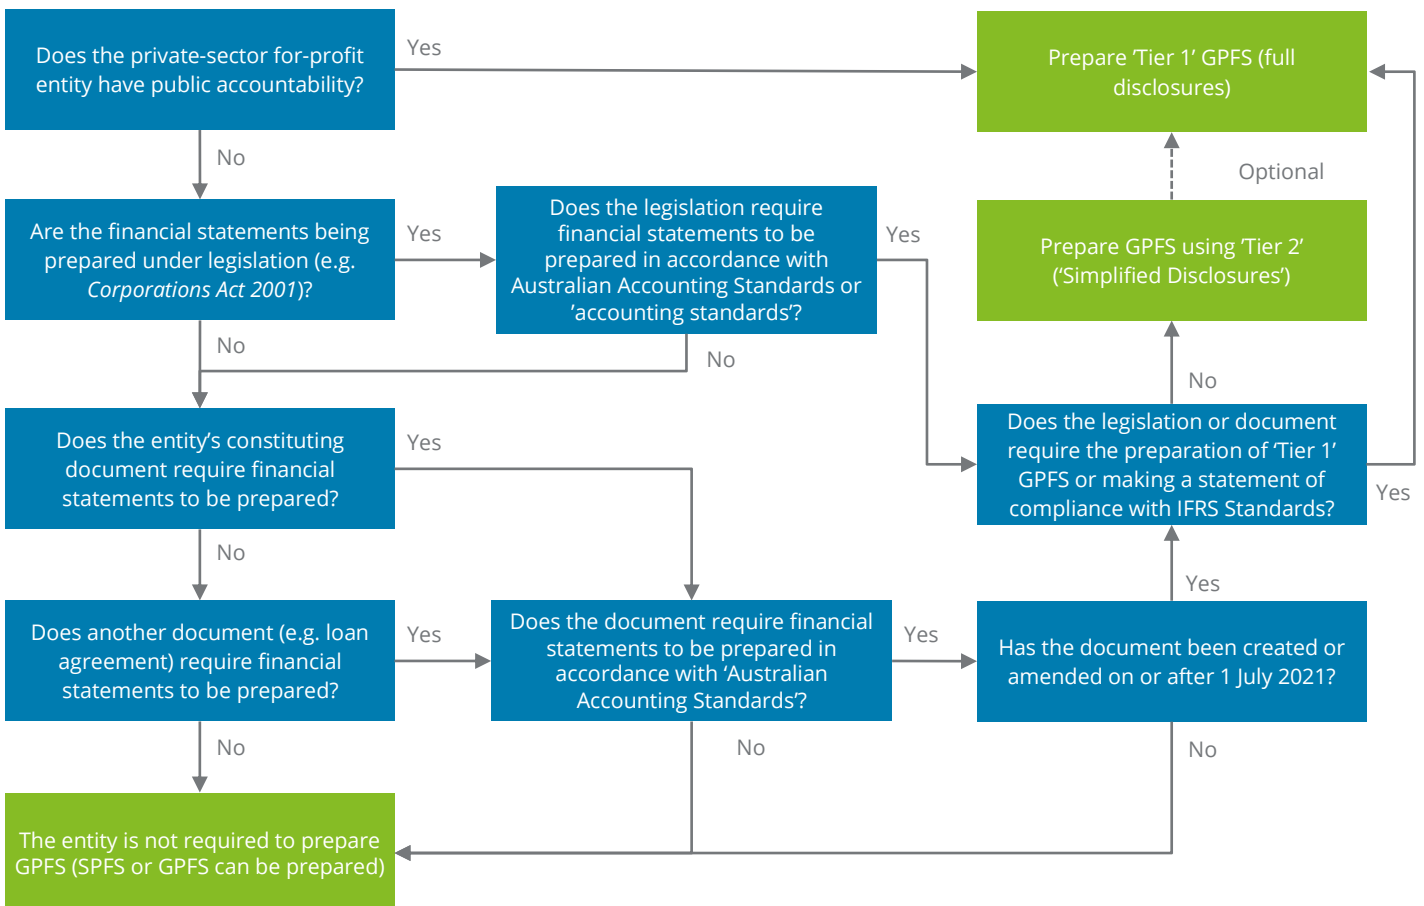 Does the private-sector for-profit
entity have public accountability?
Yes
Prepare ‘Tier 1’ GPFS (full
disclosures)
No
Optional
Are the financial statements being
prepared under legislation (e.g.
Corporations Act 2001)?
Yes
Does the legislation require
financial statements to be
prepared in accordance with
Australian Accounting Standards or
‘accounting standards’?
Yes
Prepare GPFS using ‘Tier 2’
(‘Simplified Disclosures’)
No
No
No
Does the entity’s constituting
document require financial
statements to be prepared?
Yes
Does the legislation or document
require the preparation of ‘Tier 1’
GPFS or making a statement of
compliance with IFRS Standards?
Yes
No
Yes
Does another document (e.g. loan
agreement) require financial
statements to be prepared?
Yes
Does the document require financial
statements to be prepared in
accordance with ‘Australian
Accounting Standards’?
Yes
Has the document been created or
amended on or after 1 July 2021?
No
No
No
The entity is not required to prepare
GPFS (SPFS or GPFS can be prepared)